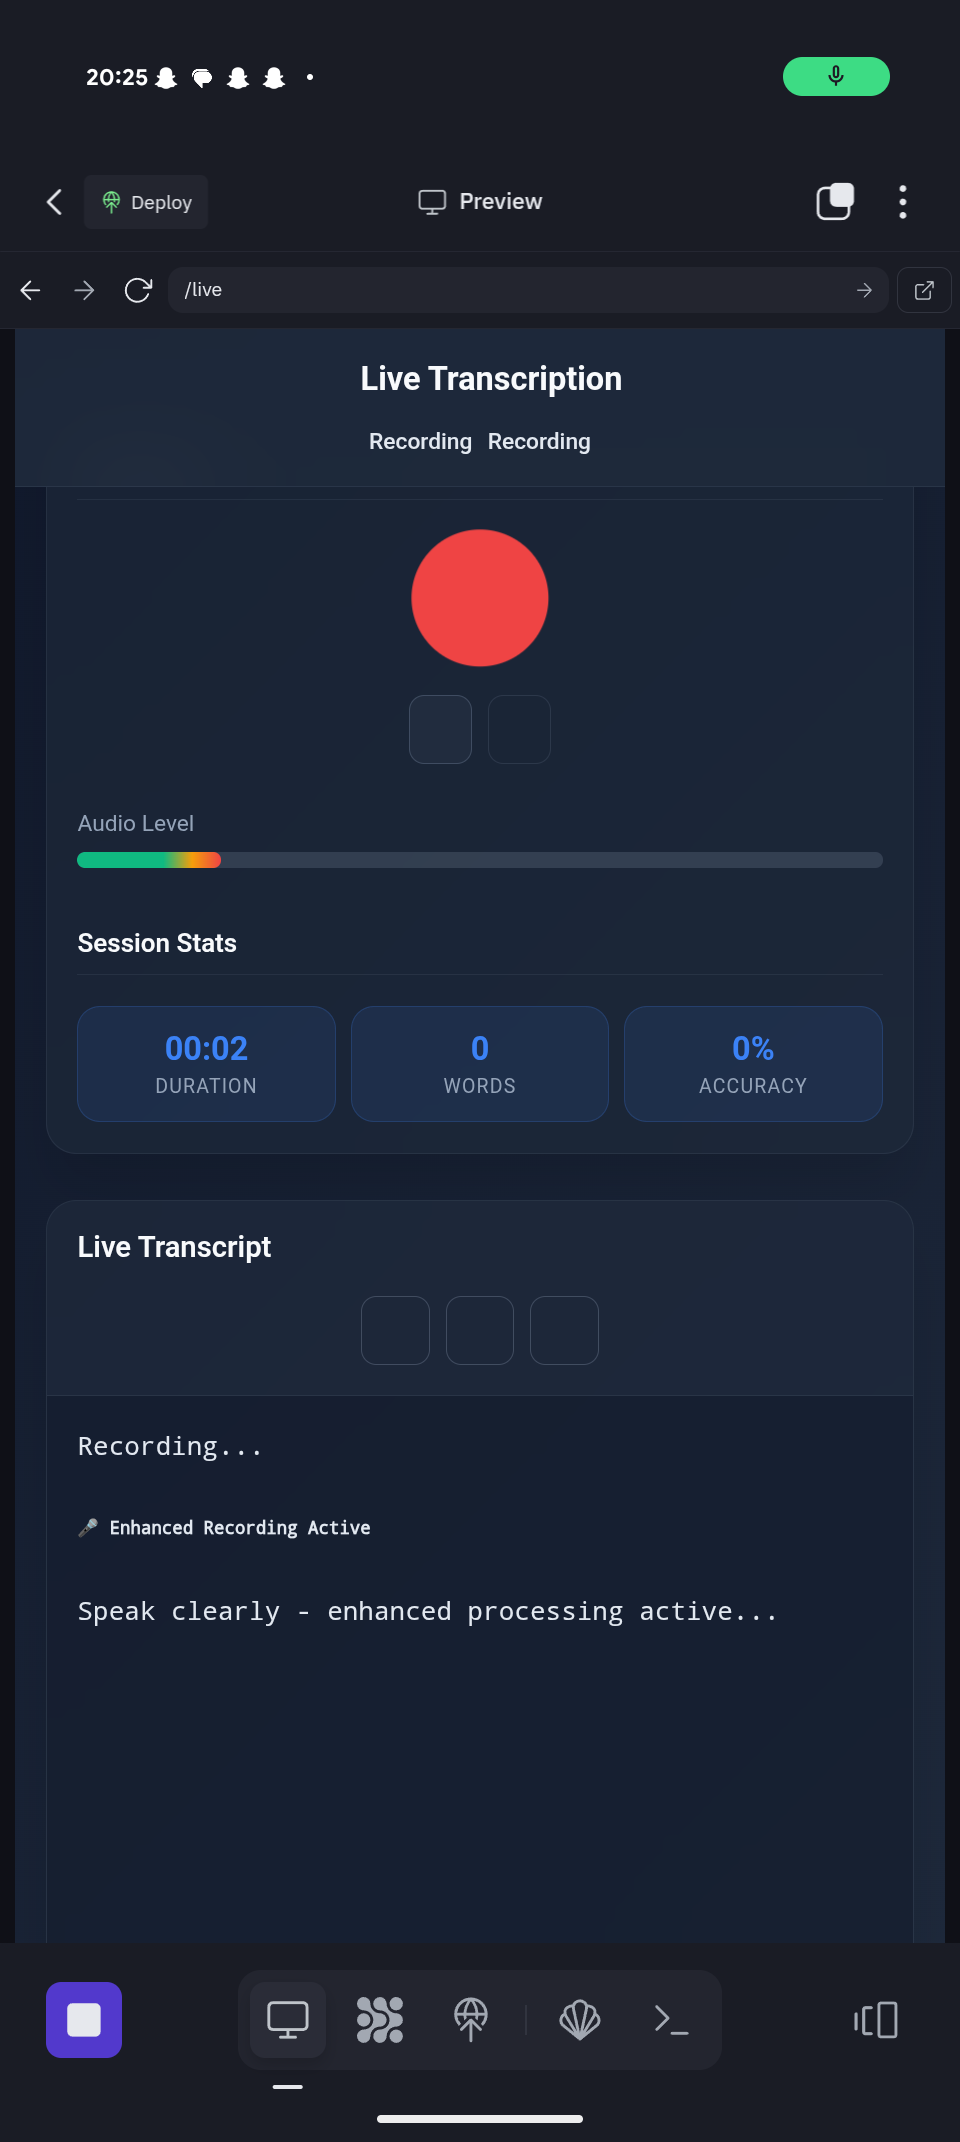 20:25
Deploy
Preview
/live
Live Transcription
Recording Recording
Audio Level
Session Stats
00:02
DURATION
0
WORDS
0%
ACCURACY
Live Transcript
Recording...
🎤 Enhanced Recording Active
Speak clearly - enhanced processing active...